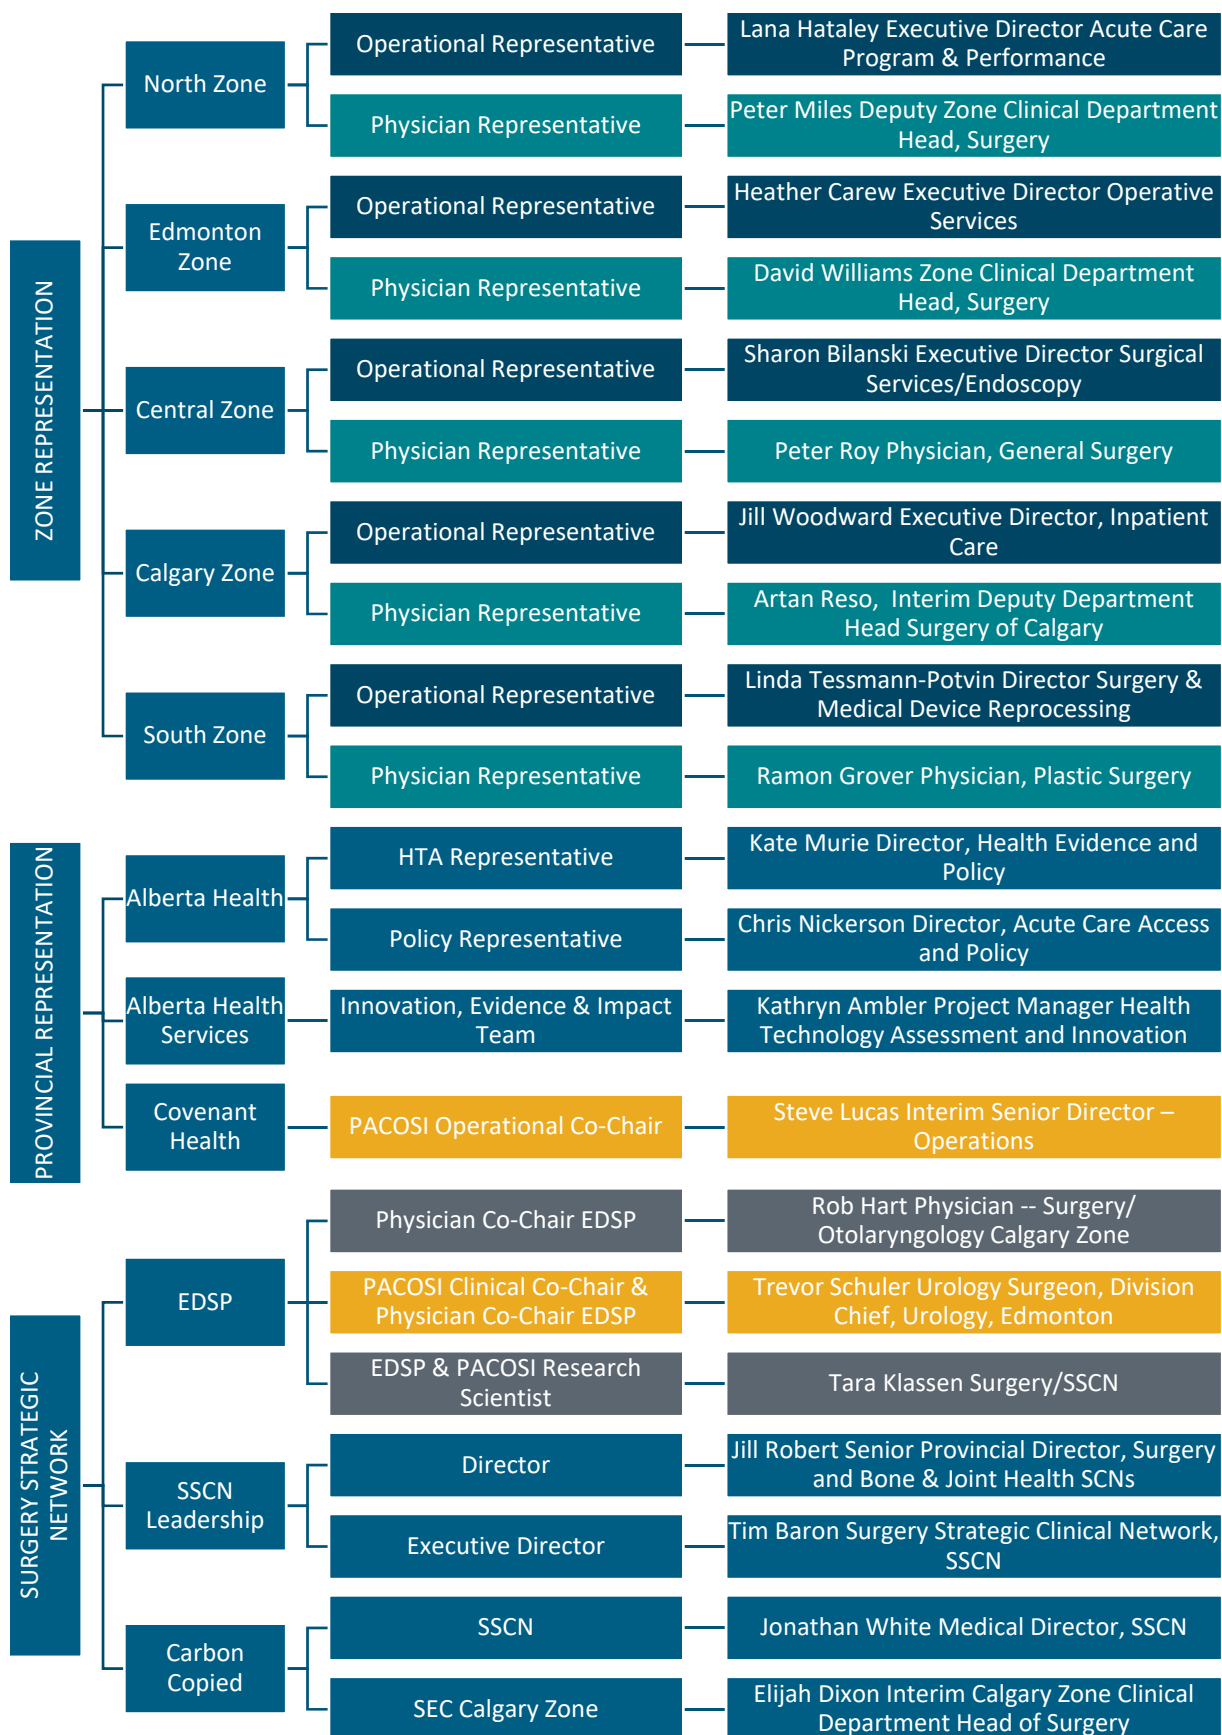 ZONE REPRESENTATION
North Zone
Operational Representative
Lana Hataley Executive Director Acute Care
Program & Performance
Physician Representative
Peter Miles Deputy Zone Clinical Department
Head, Surgery
Edmonton
Zone
Operational Representative
Heather Carew Executive Director Operative
Services
Physician Representative
David Williams Zone Clinical Department
Head, Surgery
Central Zone
Operational Representative
Sharon Bilanski Executive Director Surgical
Services/Endoscopy
Physician Representative
Peter Roy Physician, General Surgery
Calgary Zone
Operational Representative
Jill Woodward Executive Director, Inpatient
Care
Physician Representative
Artan Reso, Interim Deputy Department
Head Surgery of Calgary
South Zone
Operational Representative
Linda Tessmann-Potvin Director Surgery &
Medical Device Reprocessing
Physician Representative
Ramon Grover Physician, Plastic Surgery
PROVINCIAL REPRESENTATION
Alberta Health
HTA Representative
Kate Murie Director, Health Evidence and
Policy
Policy Representative
Chris Nickerson Director, Acute Care Access
and Policy
Alberta Health
Services
Innovation, Evidence & Impact
Team
Kathryn Ambler Project Manager Health
Technology Assessment and Innovation
Covenant
Health
PACOSI Operational Co-Chair
Steve Lucas Interim Senior Director –
Operations
SURGERY STRATEGIC
NETWORK
EDSP
Physician Co-Chair EDSP
Rob Hart Physician -- Surgery/
Otolaryngology Calgary Zone
PACOSI Clinical Co-Chair &
Physician Co-Chair EDSP
Trevor Schuler Urology Surgeon, Division
Chief, Urology, Edmonton
EDSP & PACOSI Research
Scientist
Tara Klassen Surgery/SSCN
SSCN
Leadership
Director
Jill Robert Senior Provincial Director, Surgery
and Bone & Joint Health SCNs
Executive Director
Tim Baron Surgery Strategic Clinical Network,
SSCN
Carbon
Copied
SSCN
Jonathan White Medical Director, SSCN
SEC Calgary Zone
Elijah Dixon Interim Calgary Zone Clinical
Department Head of Surgery